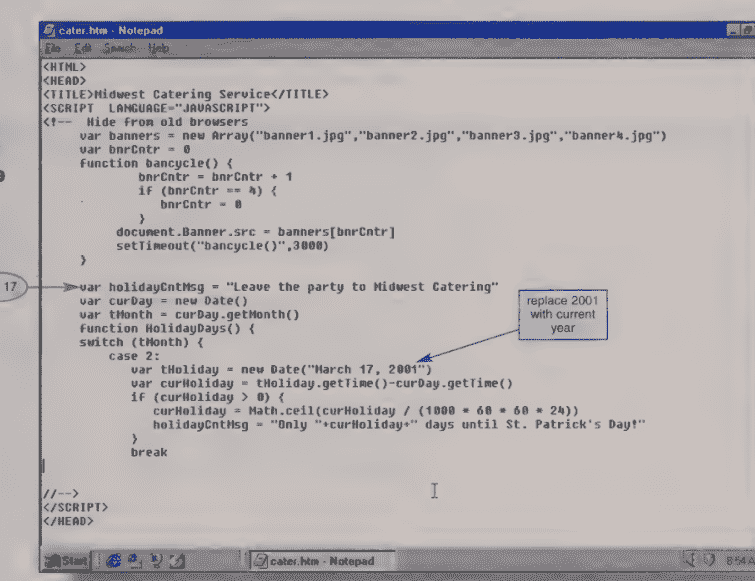 cater.htm - Notepad
File Edit Search Help
<HTML>
<HEAD>
<TITLE>Midwest Catering Service</TITLE>
<SCRIPT LANGUAGE="JAVASCRIPT">
<!-- Hide from old browsers
var banners = new Array("banner1.jpg","banner2.jpg","banner3.jpg","banner4.jpg")
var bnrCntr = 0
function bancycle() {
bnrCntr = bnrCntr + 1
if (bnrCntr == 4) {
bnrCntr = 0
}
document.Banner.src = banners[bnrCntr]
setTimeout("bancycle()",3000)
}
17
var holidayCntMsg = "Leave the party to Midwest Catering"
var curDay = new Date()
var tMonth = curDay.getMonth()
function HolidayDays() {
switch (tMonth) {
case 2:
var tHoliday = new Date("March 17, 2001")
var curHoliday = tHoliday.getTime()-curDay.getTime()
if (curHoliday > 0) {
curHoliday = Math.ceil(curHoliday / (1000 * 60 * 60 * 24))
holidayCntMsg = "Only "+curHoliday+" days until St. Patrick's Day!"
}
break
replace 2001
with current
year
//-->
</SCRIPT>
</HEAD>
Start
cater.htm - Notepad
8:54 A